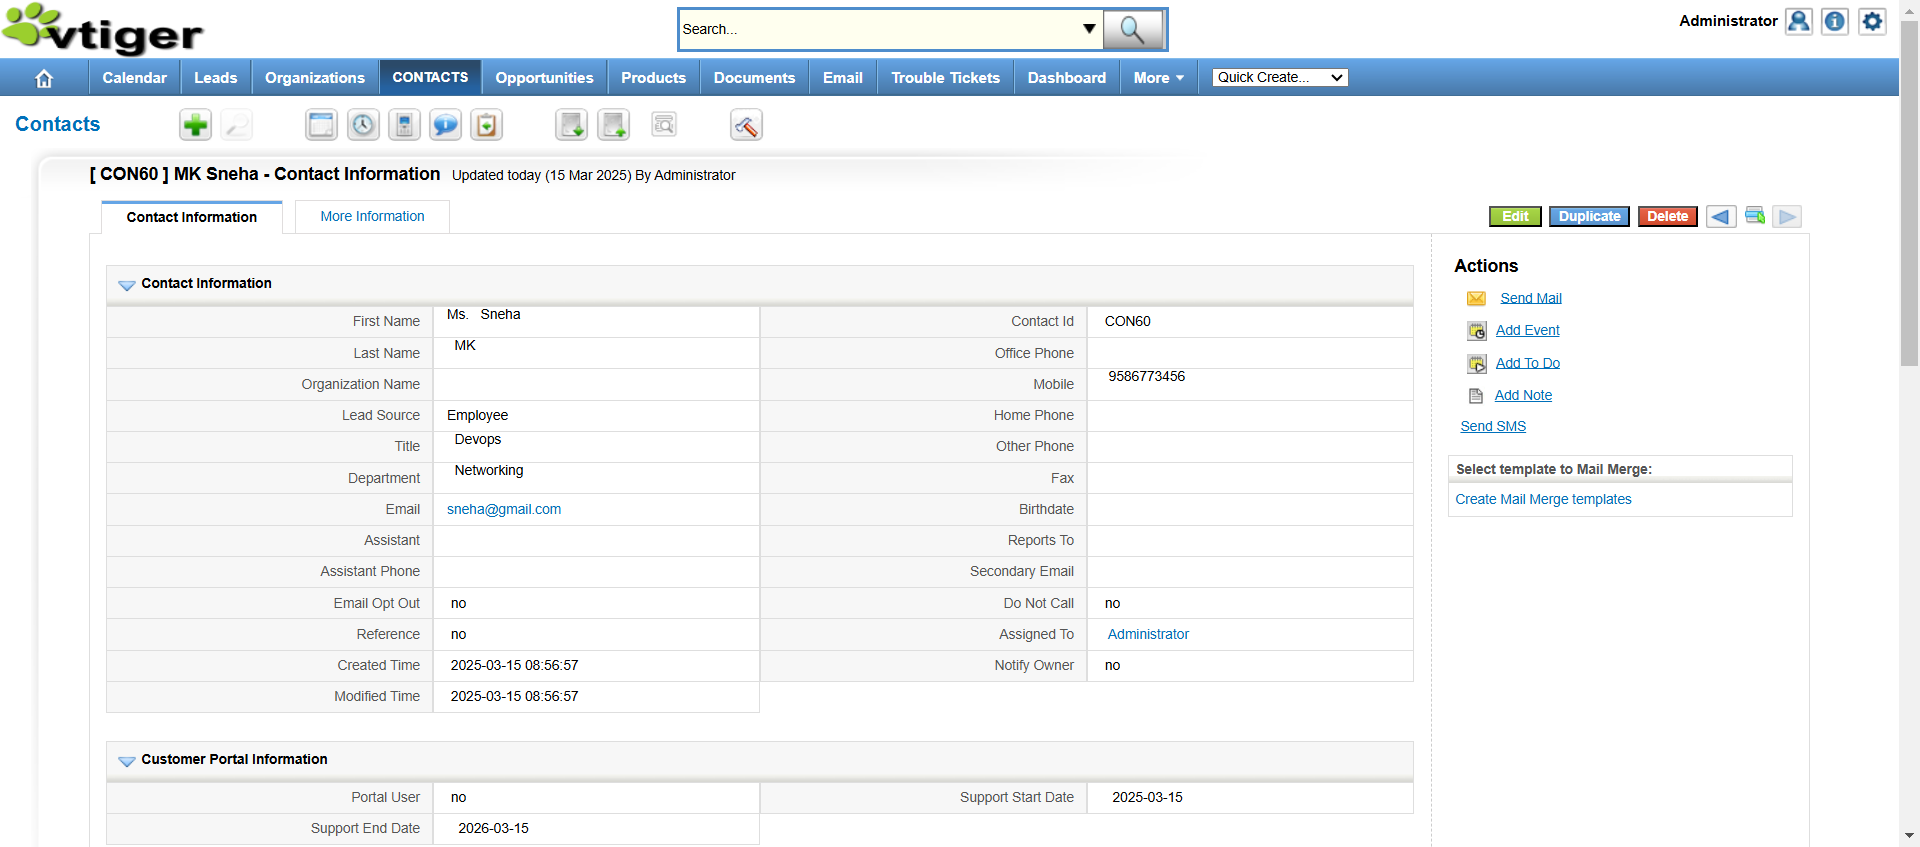 vtiger
Search...
Administrator
Calendar Leads Organizations CONTACTS Opportunities Products Documents Email Trouble Tickets Dashboard More Quick Create...
Contacts
[ CON60 ] MK Sneha - Contact Information Updated today (15 Mar 2025) By Administrator
Contact Information More Information
Edit Duplicate Delete
Contact Information
First Name Ms. Sneha Contact Id CON60
Last Name MK Office Phone
Organization Name Mobile 9586773456
Lead Source Employee Home Phone
Title Devops Other Phone
Department Networking Fax
Email sneha@gmail.com Birthdate
Assistant Reports To
Assistant Phone Secondary Email
Email Opt Out no Do Not Call no
Reference no Assigned To Administrator
Created Time 2025-03-15 08:56:57 Notify Owner no
Modified Time 2025-03-15 08:56:57
Customer Portal Information
Portal User no Support Start Date 2025-03-15
Support End Date 2026-03-15
Actions
Send Mail
Add Event
Add To Do
Add Note
Send SMS
Select template to Mail Merge:
Create Mail Merge templates